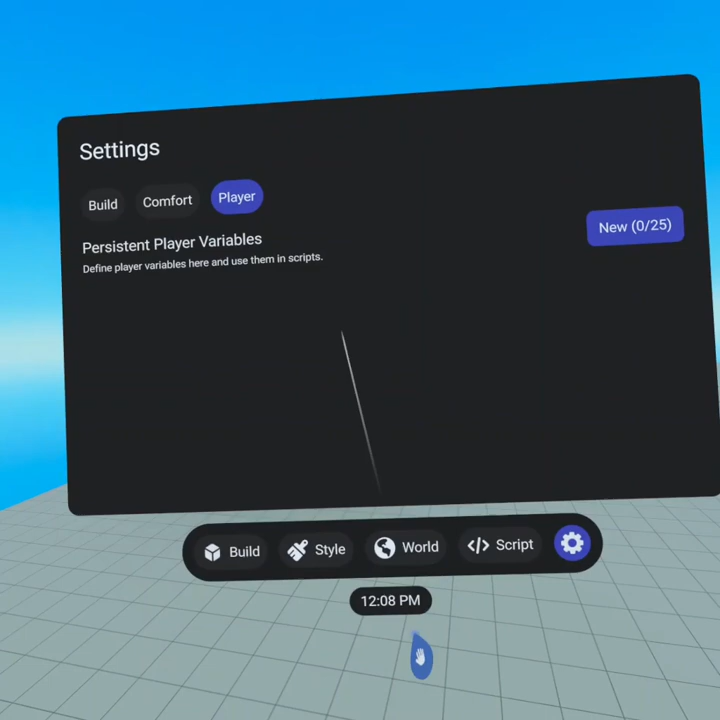 Settings
Build
Comfort
Player
Persistent Player Variables
Define player variables here and use them in scripts.
New (0/25)
Build
Style
World
</> Script
12:08 PM